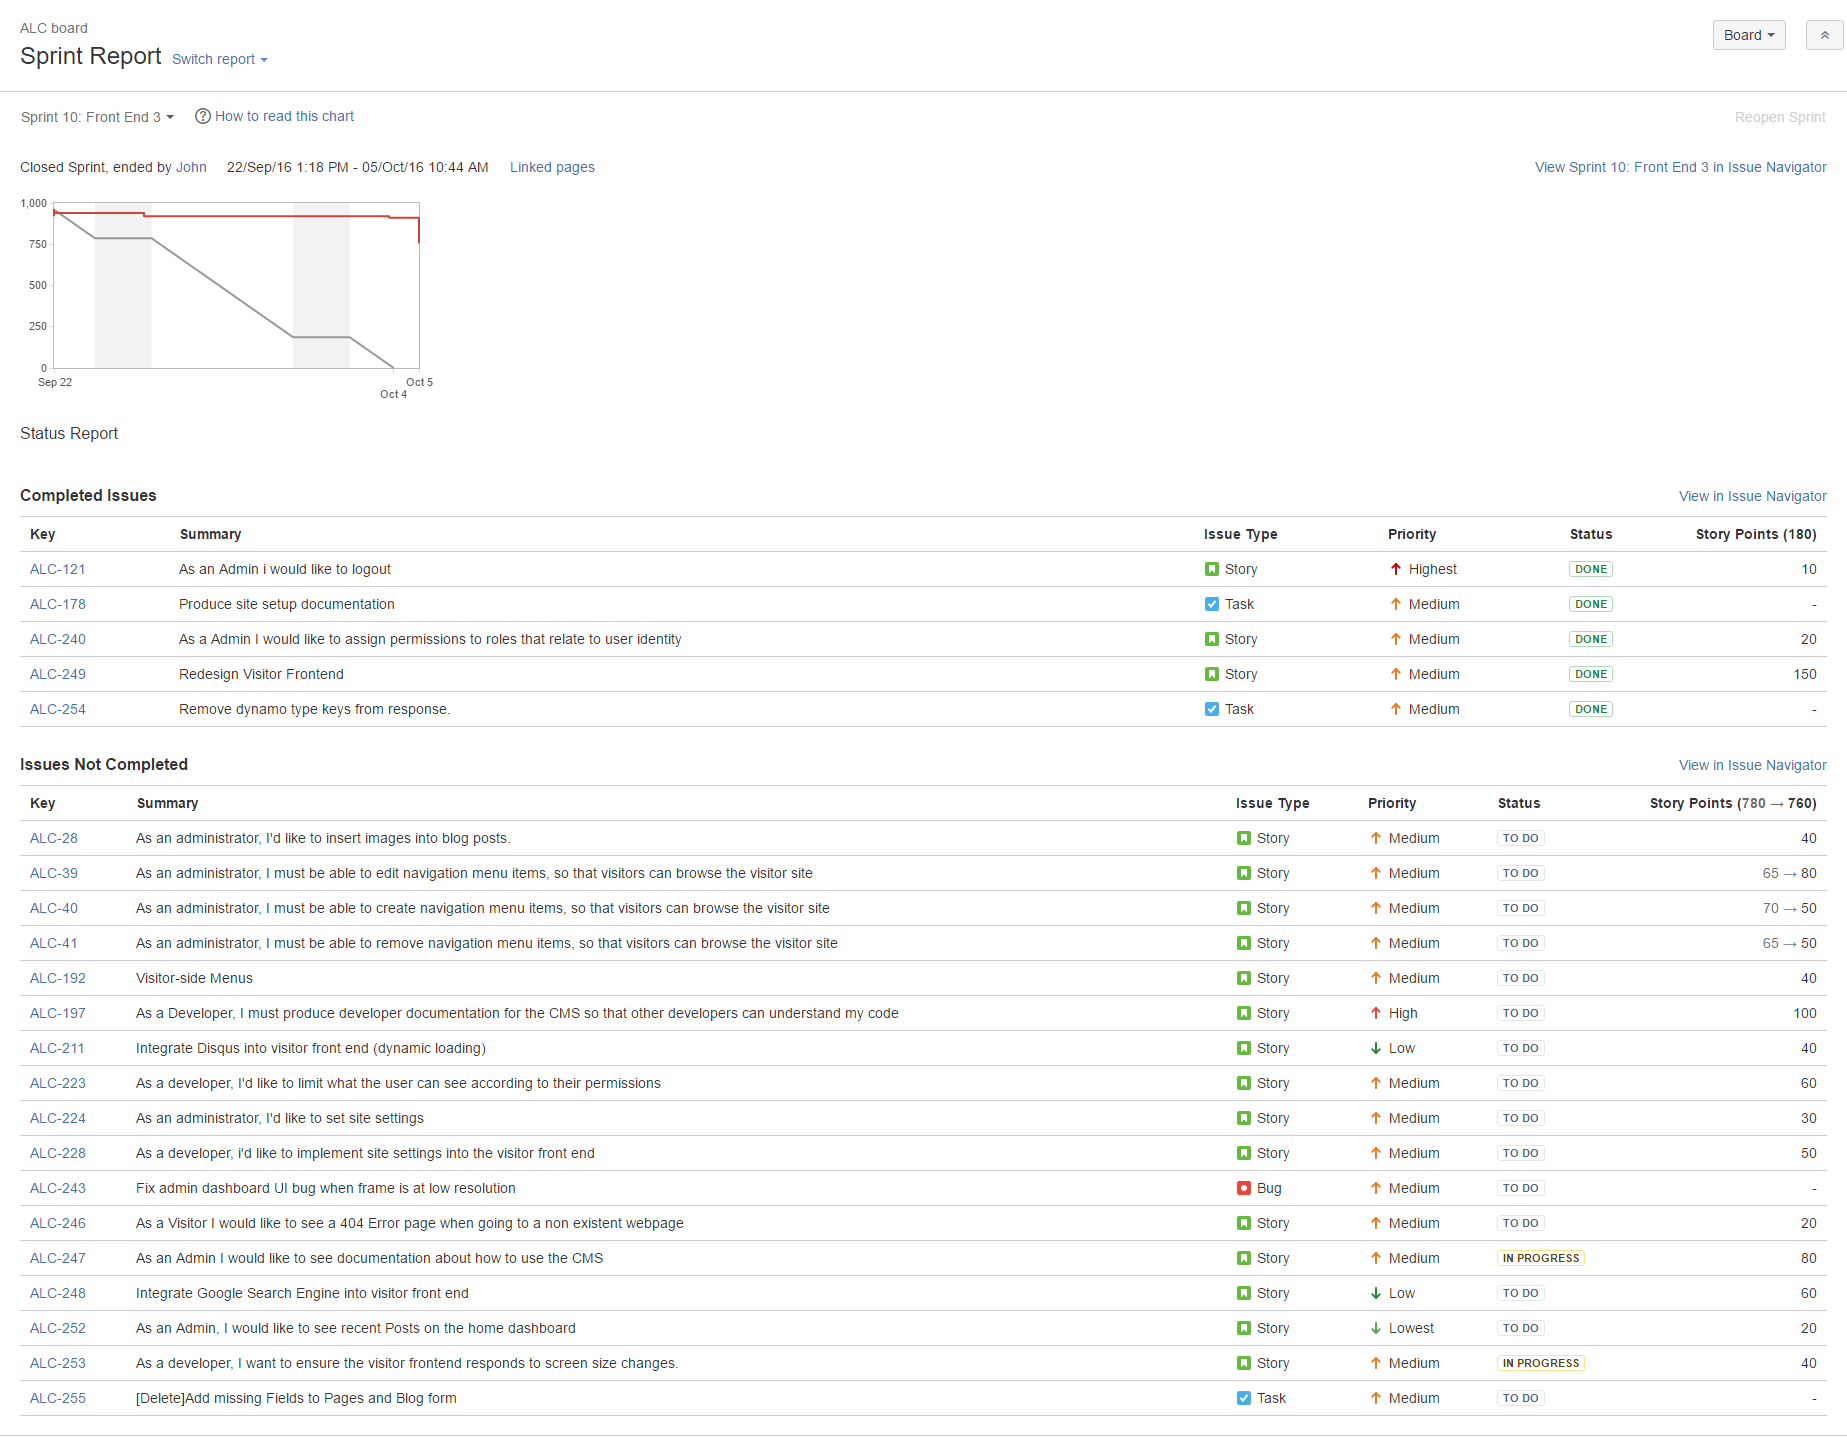 ALC board
Sprint Report Switch report
Board
Sprint 10: Front End 3 How to read this chart Reopen Sprint
Closed Sprint, ended by John 22/Sep/16 1:18 PM - 05/Oct/16 10:44 AM Linked pages View Sprint 10: Front End 3 in Issue Navigator
1,000
750
500
250
0
Sep 22 Oct 5
Oct 4
Status Report
Completed Issues View in Issue Navigator
Key Summary Issue Type Priority Status Story Points (180)
ALC-121 As an Admin i would like to logout Story Highest DONE 10
ALC-178 Produce site setup documentation Task Medium DONE -
ALC-240 As a Admin I would like to assign permissions to roles that relate to user identity Story Medium DONE 20
ALC-249 Redesign Visitor Frontend Story Medium DONE 150
ALC-254 Remove dynamo type keys from response. Task Medium DONE -
Issues Not Completed View in Issue Navigator
Key Summary Issue Type Priority Status Story Points (780 → 760)
ALC-28 As an administrator, I'd like to insert images into blog posts. Story Medium TO DO 40
ALC-39 As an administrator, I must be able to edit navigation menu items, so that visitors can browse the visitor site Story Medium TO DO 65 → 80
ALC-40 As an administrator, I must be able to create navigation menu items, so that visitors can browse the visitor site Story Medium TO DO 70 → 50
ALC-41 As an administrator, I must be able to remove navigation menu items, so that visitors can browse the visitor site Story Medium TO DO 65 → 50
ALC-192 Visitor-side Menus Story Medium TO DO 40
ALC-197 As a Developer, I must produce developer documentation for the CMS so that other developers can understand my code Story High TO DO 100
ALC-211 Integrate Disqus into visitor front end (dynamic loading) Story Low TO DO 40
ALC-223 As a developer, I'd like to limit what the user can see according to their permissions Story Medium TO DO 60
ALC-224 As an administrator, I'd like to set site settings Story Medium TO DO 30
ALC-228 As a developer, i'd like to implement site settings into the visitor front end Story Medium TO DO 50
ALC-243 Fix admin dashboard UI bug when frame is at low resolution Bug Medium TO DO -
ALC-246 As a Visitor I would like to see a 404 Error page when going to a non existent webpage Story Medium TO DO 20
ALC-247 As an Admin I would like to see documentation about how to use the CMS Story Medium IN PROGRESS 80
ALC-248 Integrate Google Search Engine into visitor front end Story Low TO DO 60
ALC-252 As an Admin, I would like to see recent Posts on the home dashboard Story Lowest TO DO 20
ALC-253 As a developer, I want to ensure the visitor frontend responds to screen size changes. Story Medium IN PROGRESS 40
ALC-255 [Delete]Add missing Fields to Pages and Blog form Task Medium TO DO -